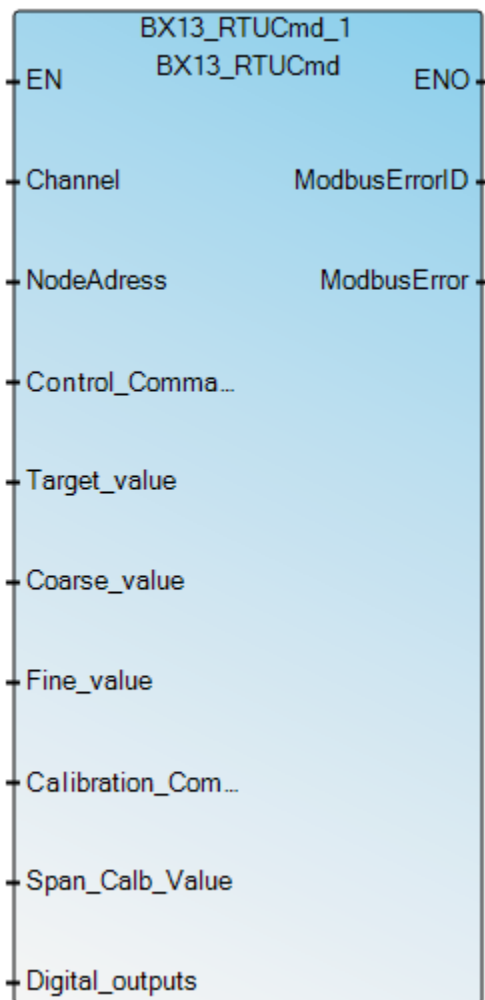 BX13_RTUCmd_1
BX13_RTUCmd
EN
ENO
Channel
ModbusErrorID
NodeAdress
ModbusError
Control_Comma...
Target_value
Coarse_value
Fine_value
Calibration_Com...
Span_Calb_Value
Digital_outputs